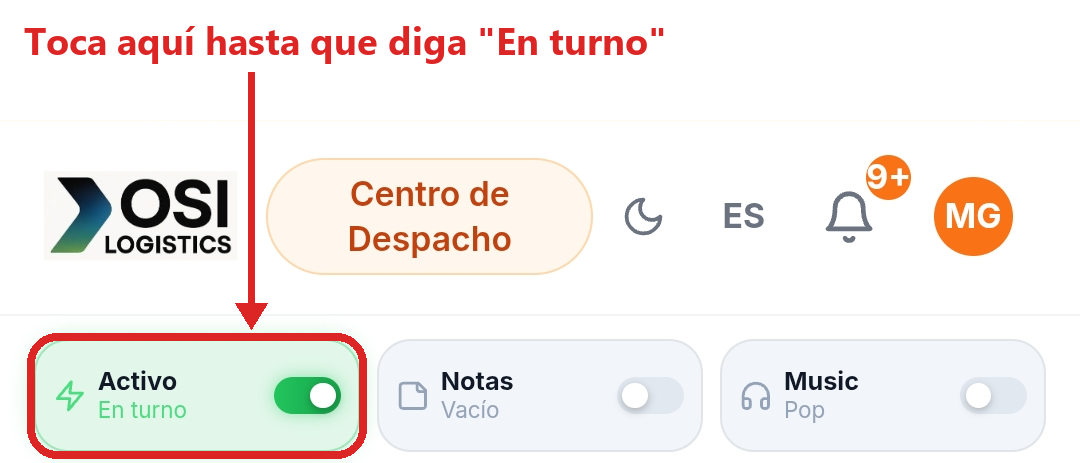 Toca aquí hasta que diga "En turno"
OSI
LOGISTICS
Centro de
Despacho
ES
9+
MG
Activo
En turno
Notas
Vacío
Music
Pop